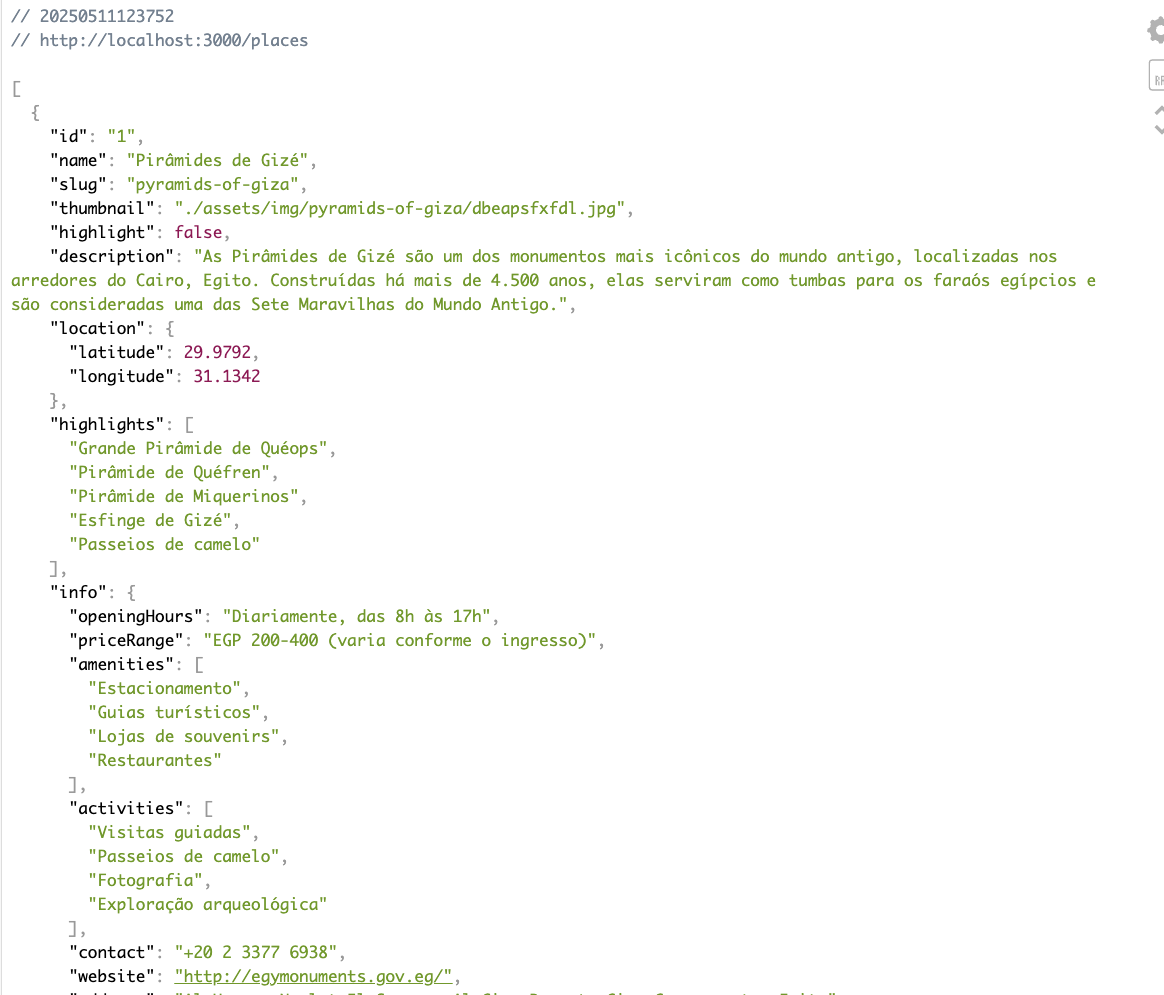 // 20250511123752
// http://localhost:3000/places
[
{
"id": "1",
"name": "Pirâmides de Gizé",
"slug": "pyramids-of-giza",
"thumbnail": "./assets/img/pyramids-of-giza/dbeapsfxfdl.jpg",
"highlight": false,
"description": "As Pirâmides de Gizé são um dos monumentos mais icônicos do mundo antigo, localizadas nos
arredores do Cairo, Egito. Construídas há mais de 4.500 anos, elas serviram como tumbas para os faraós egípcios e
são consideradas uma das Sete Maravilhas do Mundo Antigo.",
"location": {
"latitude": 29.9792,
"longitude": 31.1342
},
"highlights": [
"Grande Pirâmide de Quéops",
"Pirâmide de Quéfren",
"Pirâmide de Miquerinos",
"Esfinge de Gizé",
"Passeios de camelo"
],
"info": {
"openingHours": "Diariamente, das 8h às 17h",
"priceRange": "EGP 200-400 (varia conforme o ingresso)",
"amenities": [
"Estacionamento",
"Guias turísticos",
"Lojas de souvenirs",
"Restaurantes"
],
"activities": [
"Visitas guiadas",
"Passeios de camelo",
"Fotografia",
"Exploração arqueológica"
],
"contact": "+20 2 3377 6938",
"website": "http://egymonuments.gov.eg/",